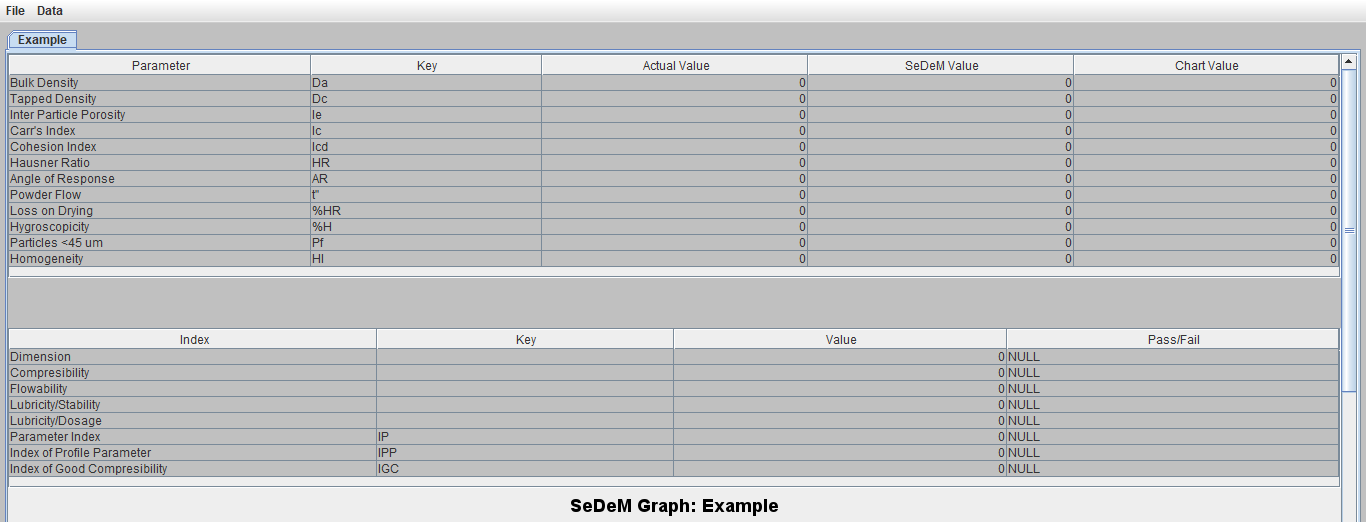 File Data
Example
Parameter Key Actual Value SeDeM Value Chart Value
Bulk Density Da 0 0 0
Tapped Density Dc 0 0 0
Inter Particle Porosity Ie 0 0 0
Carr's Index Ic 0 0 0
Cohesion Index Icd 0 0 0
Hausner Ratio HR 0 0 0
Angle of Response AR 0 0 0
Powder Flow t" 0 0 0
Loss on Drying %HR 0 0 0
Hygroscopicity %H 0 0 0
Particles <45 um Pf 0 0 0
Homogeneity HI 0 0 0
Index Key Value Pass/Fail
Dimension 0 NULL
Compresibility 0 NULL
Flowability 0 NULL
Lubricity/Stability 0 NULL
Lubricity/Dosage 0 NULL
Parameter Index IP 0 NULL
Index of Profile Parameter IPP 0 NULL
Index of Good Compresibility IGC 0 NULL
SeDeM Graph: Example